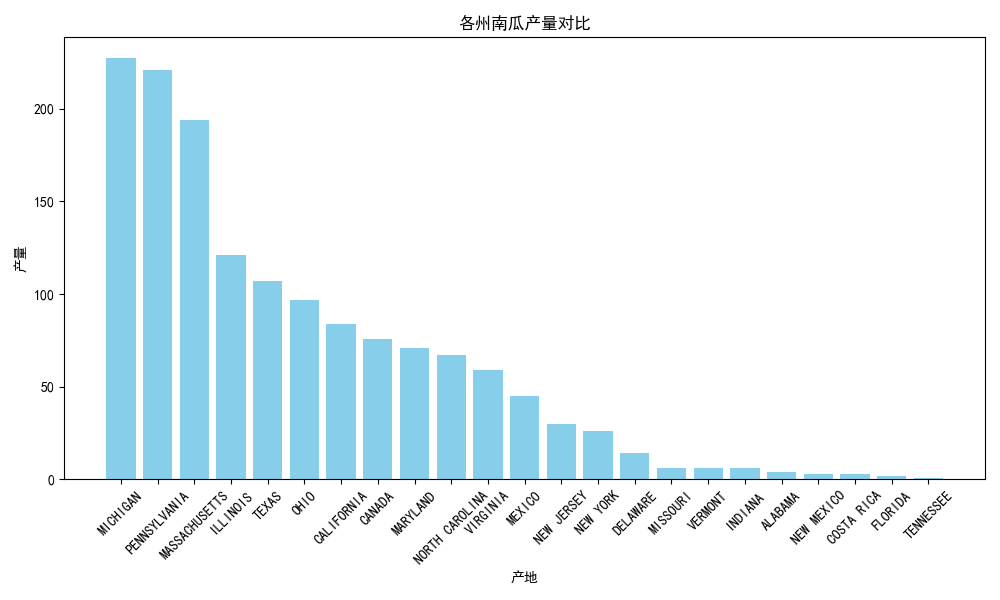 各州南瓜产量对比
产量
200
150
100
50
0
MICHIGAN
PENNSYLVANIA
MASSACHUSETTS
ILLINOIS
TEXAS
OHIO
CALIFORNIA
CANADA
MARYLAND
NORTH CAROLINA
VIRGINIA
MEXICO
NEW JERSEY
NEW YORK
DELAWARE
MISSOURI
VERMONT
INDIANA
ALABAMA
NEW MEXICO
COSTA RICA
FLORIDA
TENNESSEE
产地